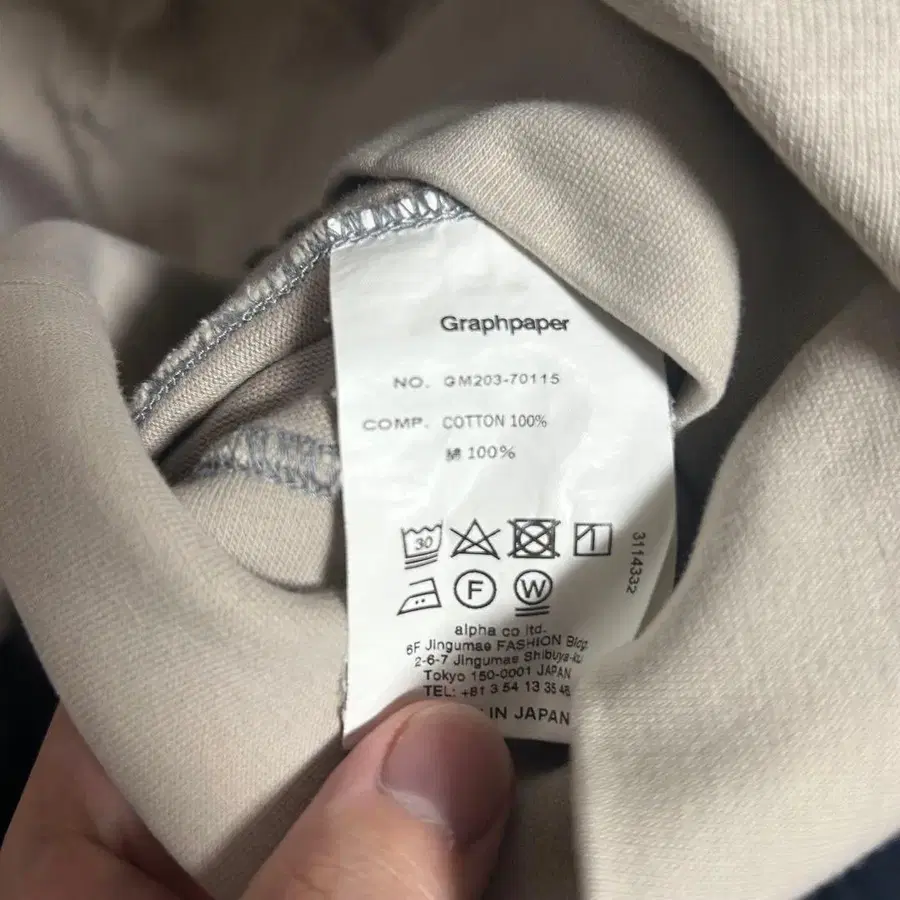 Graphpaper
NO. GM203-70115
COMP. COTTON 100%
綿 100%
30
F
W
3114332
alpha co ltd.
6F Jingumae FASHION Bldg.
2-6-7 Jingumae Shibuya-ku
Tokyo 150-0001 JAPAN
TEL: +81 3 54 13 35 48
IN JAPAN